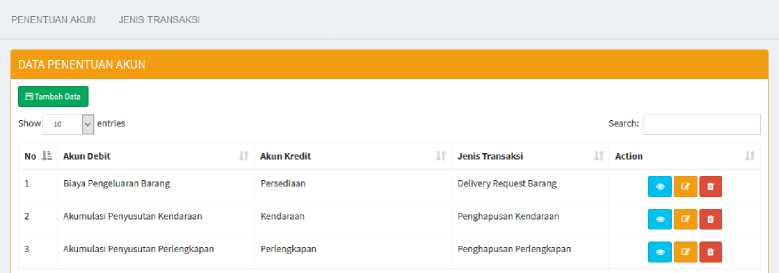 PENENTUAN AKUN JENIS TRANSAKSI
DATA PENENTUAN AKUN
Tambah Data
Show 10 entries Search:
No Akun Debit Akun Kredit Jenis Transaksi Action
1 Biaya Pengeluaran Barang Persediaan Delivery Request Barang
2 Akumulasi Penyusutan Kendaraan Kendaraan Penghapusan Kendaraan
3 Akumulasi Penyusutan Perlengkapan Perlengkapan Penghapusan Perlengkapan